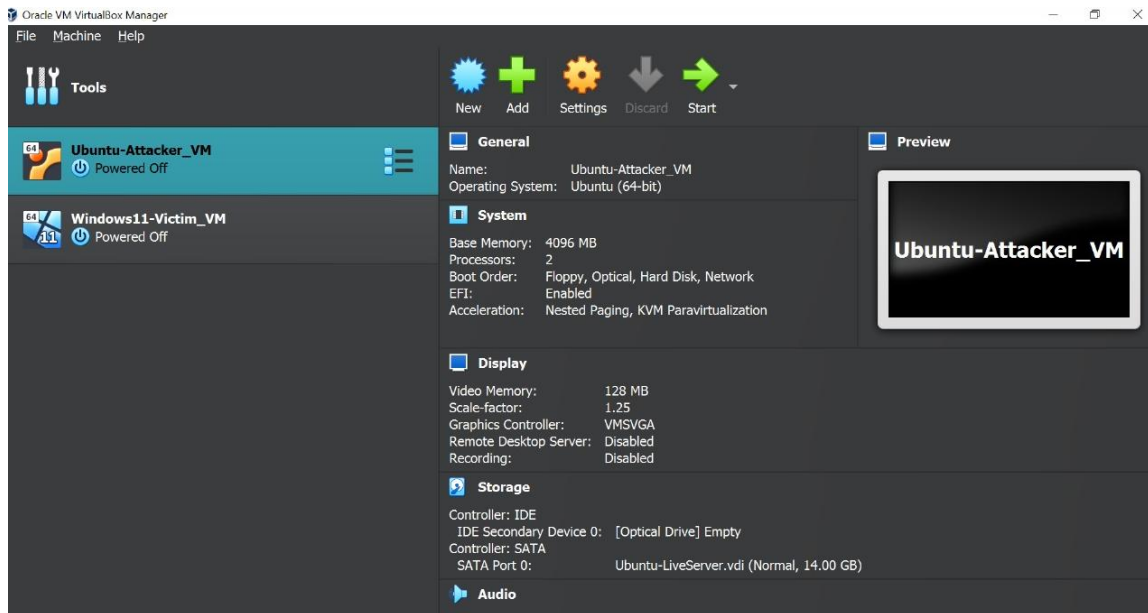 Oracle VM VirtualBox Manager
File Machine Help
Tools
New Add Settings Discard Start
64
Ubuntu-Attacker_VM
Powered Off
64
11
Windows11-Victim_VM
Powered Off
General
Name: Ubuntu-Attacker_VM
Operating System: Ubuntu (64-bit)
System
Base Memory: 4096 MB
Processors: 2
Boot Order: Floppy, Optical, Hard Disk, Network
EFI: Enabled
Acceleration: Nested Paging, KVM Paravirtualization
Preview
Ubuntu-Attacker_VM
Display
Video Memory: 128 MB
Scale-factor: 1.25
Graphics Controller: VMSVGA
Remote Desktop Server: Disabled
Recording: Disabled
Storage
Controller: IDE
IDE Secondary Device 0: [Optical Drive] Empty
Controller: SATA
SATA Port 0: Ubuntu-LiveServer.vdi (Normal, 14.00 GB)
Audio